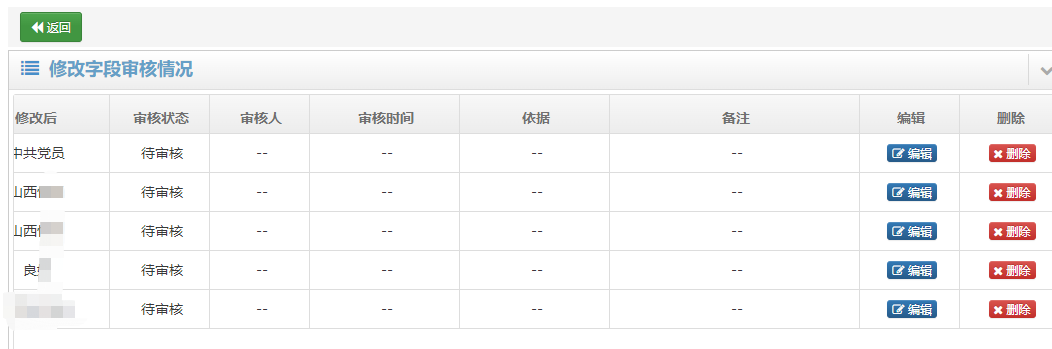 返回
修改字段审核情况
修改后 审核状态 审核人 审核时间 依据 备注 编辑 删除
中共党员 待审核 -- -- -- -- 编辑 删除
山西 待审核 -- -- -- -- 编辑 删除
山西 待审核 -- -- -- -- 编辑 删除
良 待审核 -- -- -- -- 编辑 删除
待审核 -- -- -- -- 编辑 删除